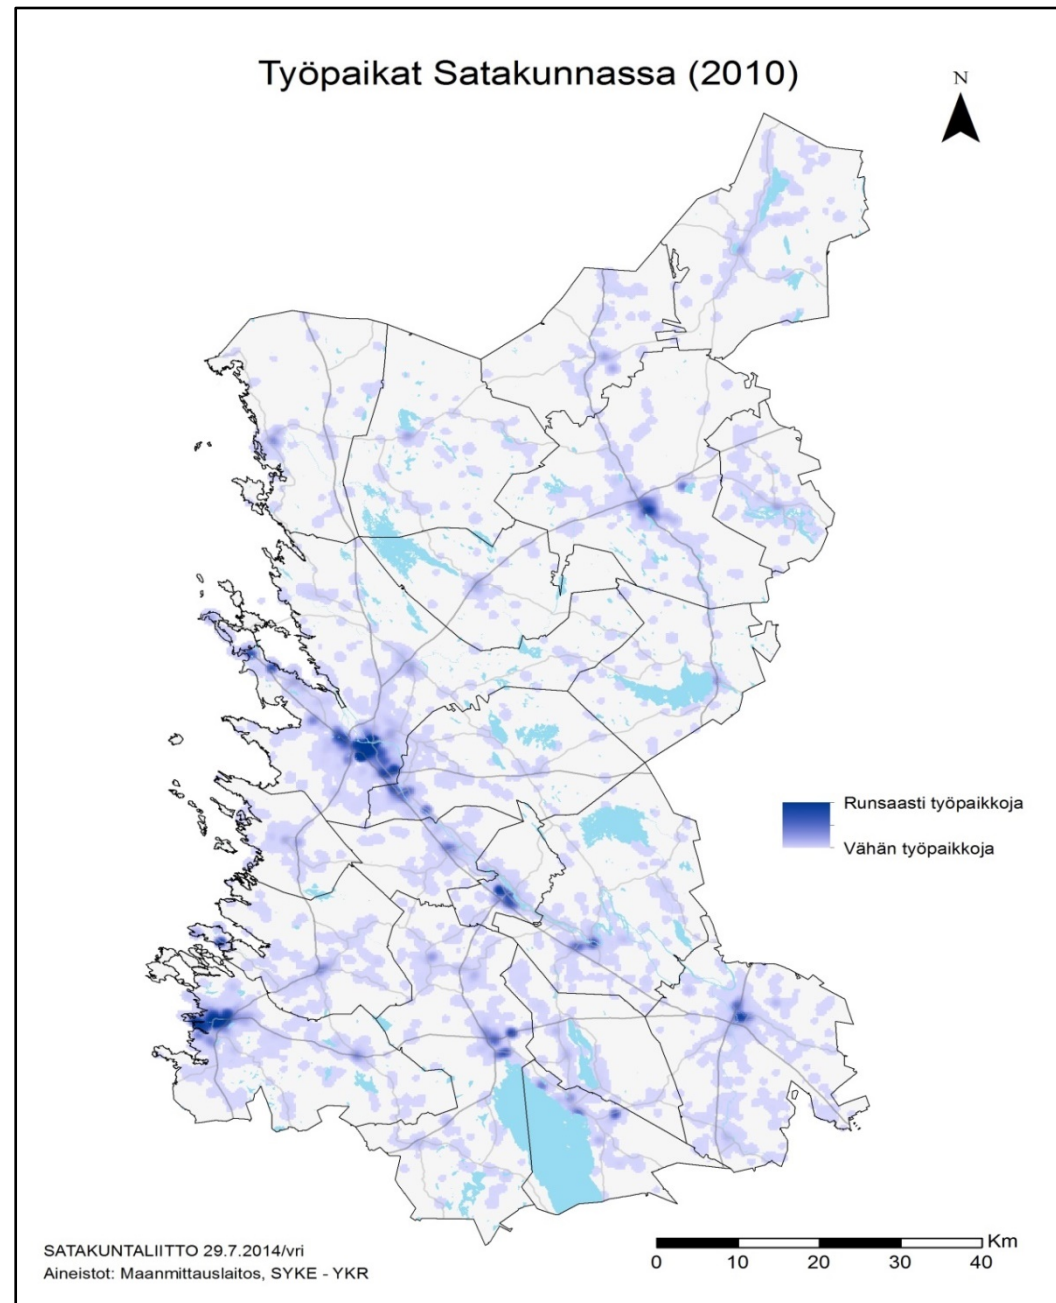 Työpaikat Satakunnassa (2010)
N
Runsaasti työpaikkoja
Vähän työpaikkoja
SATAKUNTALIITTO 29.7.2014/vri
Aineistot: Maanmittauslaitos, SYKE - YKR
Km
0 10 20 30 40